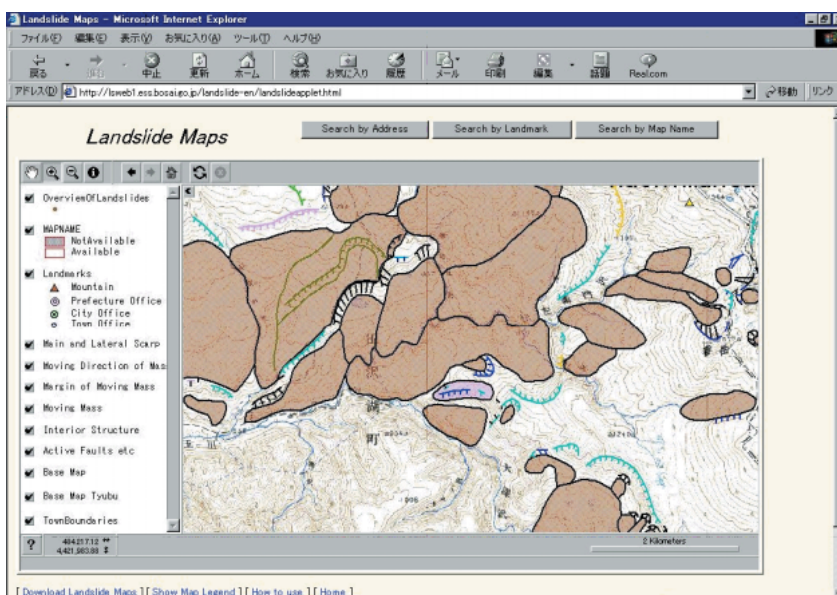 Landslide Maps - Microsoft Internet Explorer
ファイル(F) 編集(E) 表示(V) お気に入り(A) ツール(T) ヘルプ(H)
戻る 進む 中止 更新 ホーム 検索 お気に入り 履歴 メール 印刷 編集 話題 Real.com
アドレス(D) http://lsweb1.ess.bosai.go.jp/landslide-en/landslideapplet.html 移動 リンク
Landslide Maps
Search by Address Search by Landmark Search by Map Name
OverviewOfLandslides
MAPNAME
NotAvailable
Available
Landmarks
Mountain
Prefecture Office
City Office
Town Office
Main and Lateral Scarp
Moving Direction of Mas
Margin of Moving Mass
Moving Mass
Interior Structure
Active Faults etc
Base Map
Base Map Tyubu
TownBoundaries
沢
湖
町
2 Kilometers
[ Download Landslide Maps ] [ Show Map Legend ] [ How to use ] [ Home ]